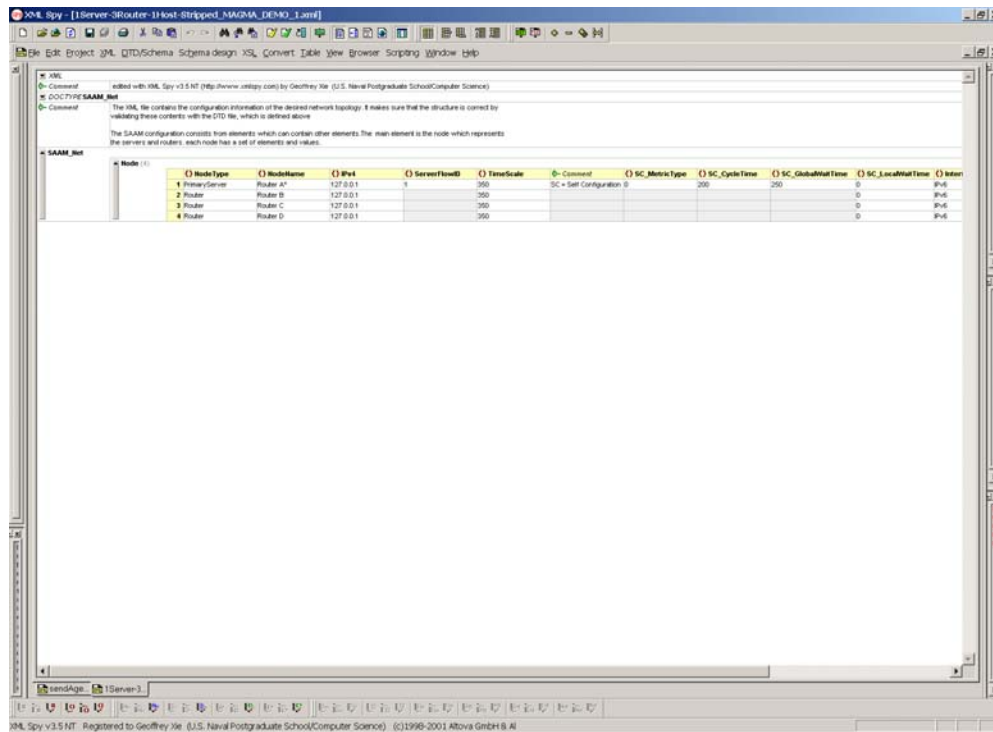 XML Spy - [1Server-3Router-1Host-Stripped_MAGMA_DEMO_1.xml]
File Edit Project XML DTD/Schema Schema design XSL Convert Table View Browser Scripting Window Help
XML
Comment edited with XML Spy v3.5 NT (http://www.xmlspy.com) by Geoffrey Xie (U.S. Naval Postgraduate School/Computer Science)
DOCTYPE SAAM_Net
Comment The XML file contains the configuration information of the desired network topology. It makes sure that the structure is correct by
validating these contents with the DTD file, which is defined above
The SAAM configuration consists from elements which can contain other elements.The main element is the node which represents
the servers and routers. each node has a set of elements and values.
SAAM_Net
Node (4)
() NodeType () NodeName () IPv4 () ServerFlowID () TimeScale Comment () SC_MetricType () SC_CycleTime () SC_GlobalWaitTime () SC_LocalWaitTime () Inter
1 PrimaryServer Router A* 127.0.0.1 1 350 SC = Self Configuration 0 200 250 0 IPv6
2 Router Router B 127.0.0.1 350 0 IPv6
3 Router Router C 127.0.0.1 350 0 IPv6
4 Router Router D 127.0.0.1 350 0 IPv6
sendAge... 1Server-3...
XML Spy v3.5 NT Registered to Geoffrey Xie (U.S. Naval Postgraduate School/Computer Science) (c)1998-2001 Altova GmbH & Al